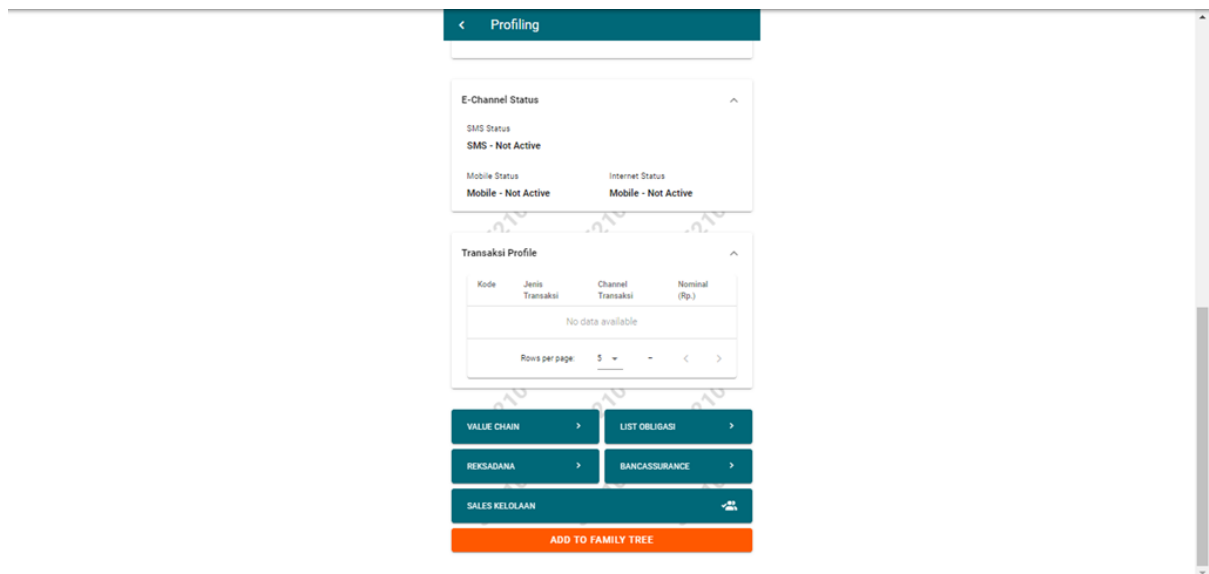 Profiling
E-Channel Status
SMS Status
SMS - Not Active
Mobile Status
Internet Status
Mobile - Not Active
Mobile - Not Active
Transaksi Profile
Kode
Jenis
Transaksi
Channel
Transaksi
Nominal
(Rp.)
No data available
Rows per page:
5
-
VALUE CHAIN
LIST OBLIGASI
REKSADANA
BANCASSURANCE
SALES KELOLAAN
ADD TO FAMILY TREE